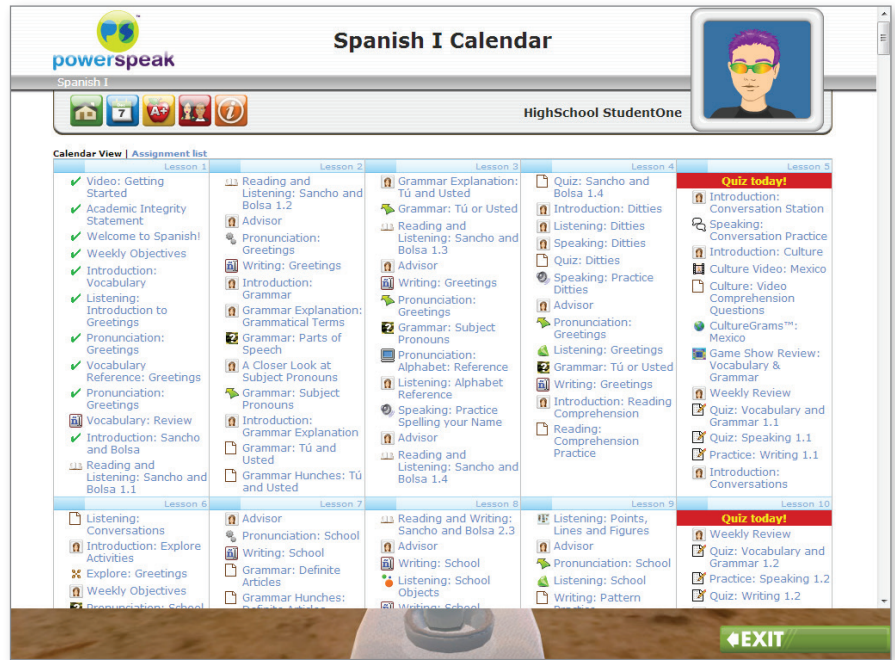 powerspeak
Spanish I Calendar
Spanish I
7
A+
HighSchool StudentOne
Calendar View | Assignment list
Lesson 1
Video: Getting
Started
Academic Integrity
Statement
Welcome to Spanish!
Weekly Objectives
Introduction:
Vocabulary
Listening:
Introduction to
Greetings
Pronunciation:
Greetings
Vocabulary
Reference: Greetings
Pronunciation:
Greetings
Vocabulary: Review
Introduction: Sancho
and Bolsa
Reading and
Listening: Sancho and
Bolsa 1.1
Lesson 2
Reading and
Listening: Sancho and
Bolsa 1.2
Advisor
Pronunciation:
Greetings
Writing: Greetings
Introduction:
Grammar
Grammar Explanation:
Grammatical Terms
Grammar: Parts of
Speech
A Closer Look at
Subject Pronouns
Grammar: Subject
Pronouns
Introduction:
Grammar Explanation
Grammar: Tú and
Usted
Grammar Hunches: Tú
and Usted
Lesson 3
Grammar Explanation:
Tú and Usted
Grammar: Tú or Usted
Reading and
Listening: Sancho and
Bolsa 1.3
Advisor
Writing: Greetings
Pronunciation:
Greetings
Grammar: Subject
Pronouns
Pronunciation:
Alphabet: Reference
Listening: Alphabet
Reference
Speaking: Practice
Spelling your Name
Advisor
Reading and
Listening: Sancho and
Bolsa 1.4
Lesson 4
Quiz: Sancho and
Bolsa 1.4
Introduction: Ditties
Listening: Ditties
Speaking: Ditties
Quiz: Ditties
Speaking: Practice
Ditties
Advisor
Pronunciation:
Greetings
Listening: Greetings
Grammar: Tú or Usted
Writing: Greetings
Introduction: Reading
Comprehension
Reading:
Comprehension
Practice
Lesson 5
Quiz today!
Introduction:
Conversation Station
Speaking:
Conversation Practice
Introduction: Culture
Culture Video: Mexico
Culture: Video
Comprehension
Questions
CultureGrams™:
Mexico
Game Show Review:
Vocabulary &
Grammar
Weekly Review
Quiz: Vocabulary and
Grammar 1.1
Quiz: Speaking 1.1
Practice: Writing 1.1
Introduction:
Conversations
Lesson 6
Listening:
Conversations
Introduction: Explore
Activities
Explore: Greetings
Weekly Objectives
Pronunciation: School
Lesson 7
Advisor
Pronunciation: School
Writing: School
Grammar: Definite
Articles
Grammar Hunches:
Definite Articles
Lesson 8
Reading and Writing:
Sancho and Bolsa 2.3
Advisor
Writing: School
Listening: School
Objects
Writing: School
Lesson 9
Listening: Points,
Lines and Figures
Advisor
Pronunciation: School
Listening: School
Writing: Pattern
Practice
Lesson 10
Quiz today!
Weekly Review
Quiz: Vocabulary and
Grammar 1.2
Practice: Speaking 1.2
Quiz: Writing 1.2
EXIT